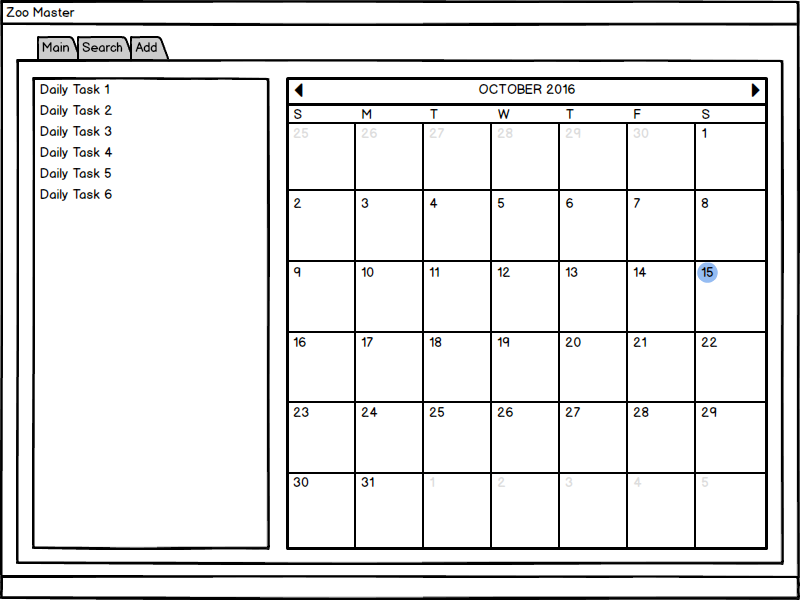 Zoo Master
Main Search Add
Daily Task 1
Daily Task 2
Daily Task 3
Daily Task 4
Daily Task 5
Daily Task 6
OCTOBER 2016
S M T W T F S
25 26 27 28 29 30 1
2 3 4 5 6 7 8
9 10 11 12 13 14 15
16 17 18 19 20 21 22
23 24 25 26 27 28 29
30 31 1 2 3 4 5